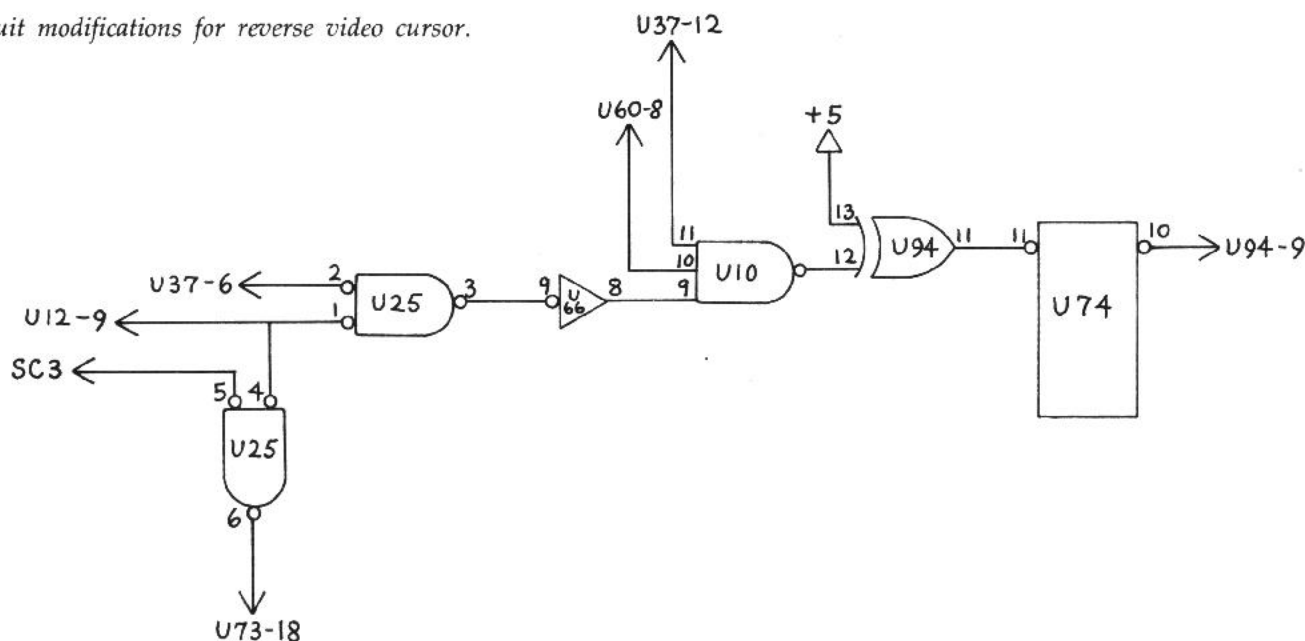 uit modifications for reverse video cursor.
U37-12
U60-8
+5
13
12
U94
11
11
10
U94-9
U74
11
10
9
U10
U37-6
2
U25
3
9
U
66
8
U12-9
1
SC3
5
4
U25
6
U73-18